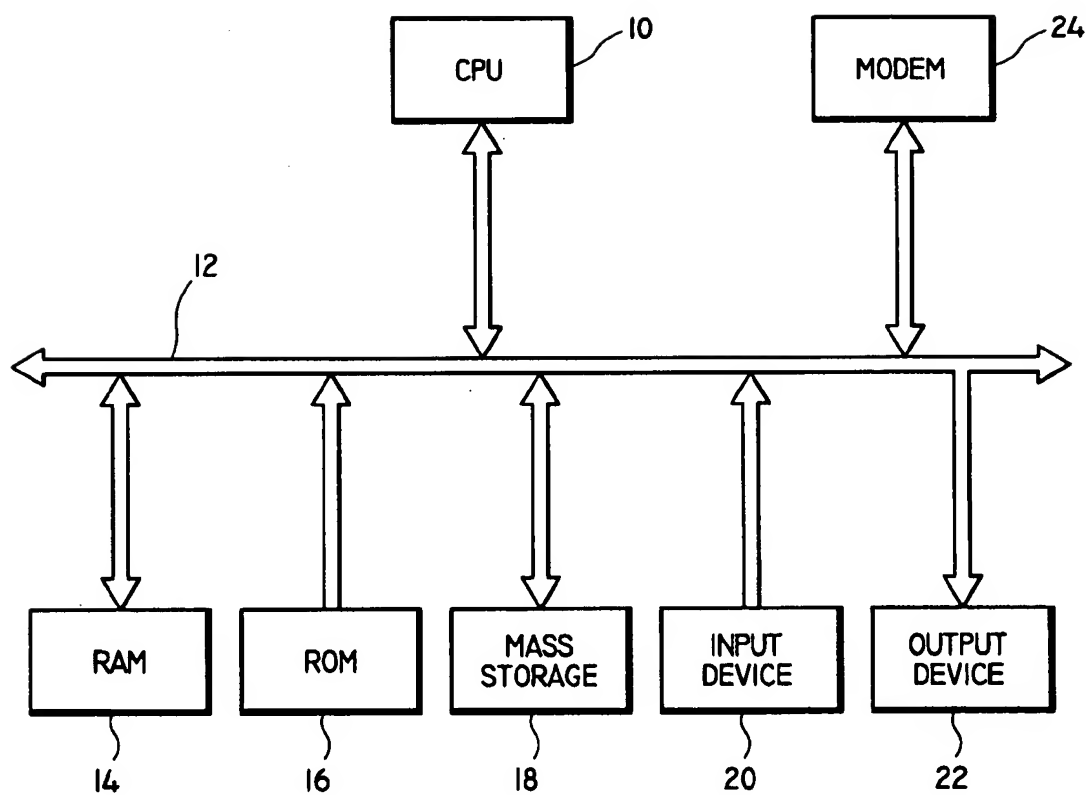 10
24
CPU
MODEM
12
RAM
ROM
MASS
STORAGE
INPUT
DEVICE
OUTPUT
DEVICE
14
16
18
20
22